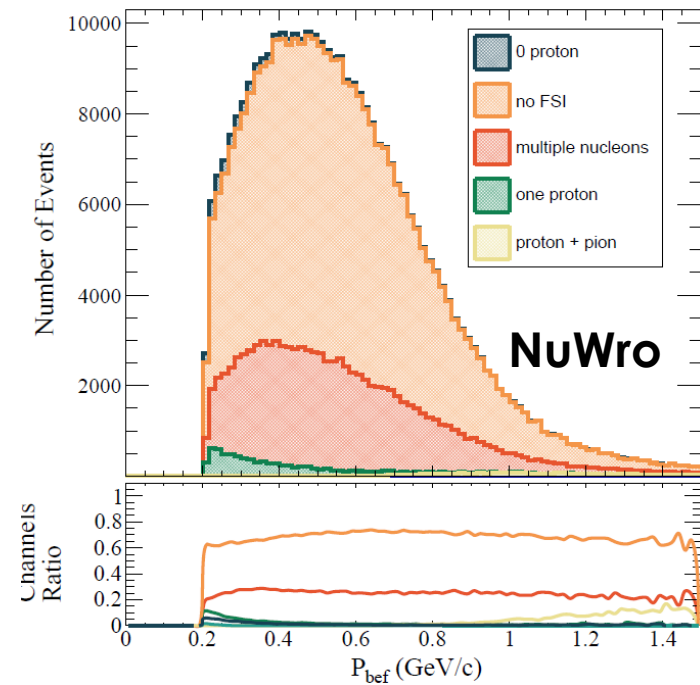 10000
8000
6000
4000
2000
Number of Events
0 proton
no FSI
multiple nucleons
one proton
proton + pion
NuWro
1
0.8
0.6
0.4
0.2
0
Channels
Ratio
0 0.2 0.4 0.6 0.8 1 1.2 1.4
P_bef (GeV/c)